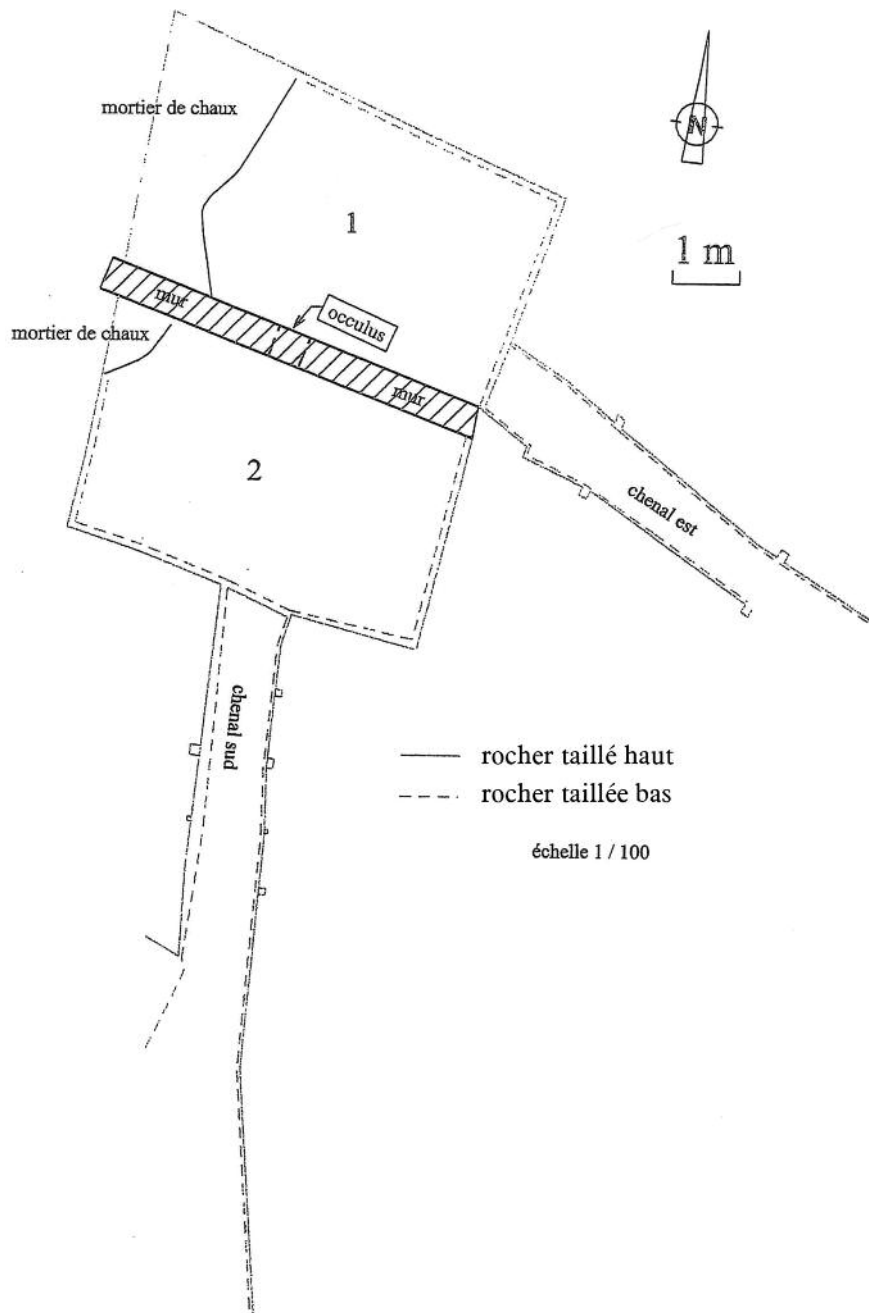 mortier de chaux
N
1
1 m
mur
occulus
mortier de chaux
mur
2
chenal est
chenal sud
rocher taillé haut
rocher taillée bas
échelle 1 / 100